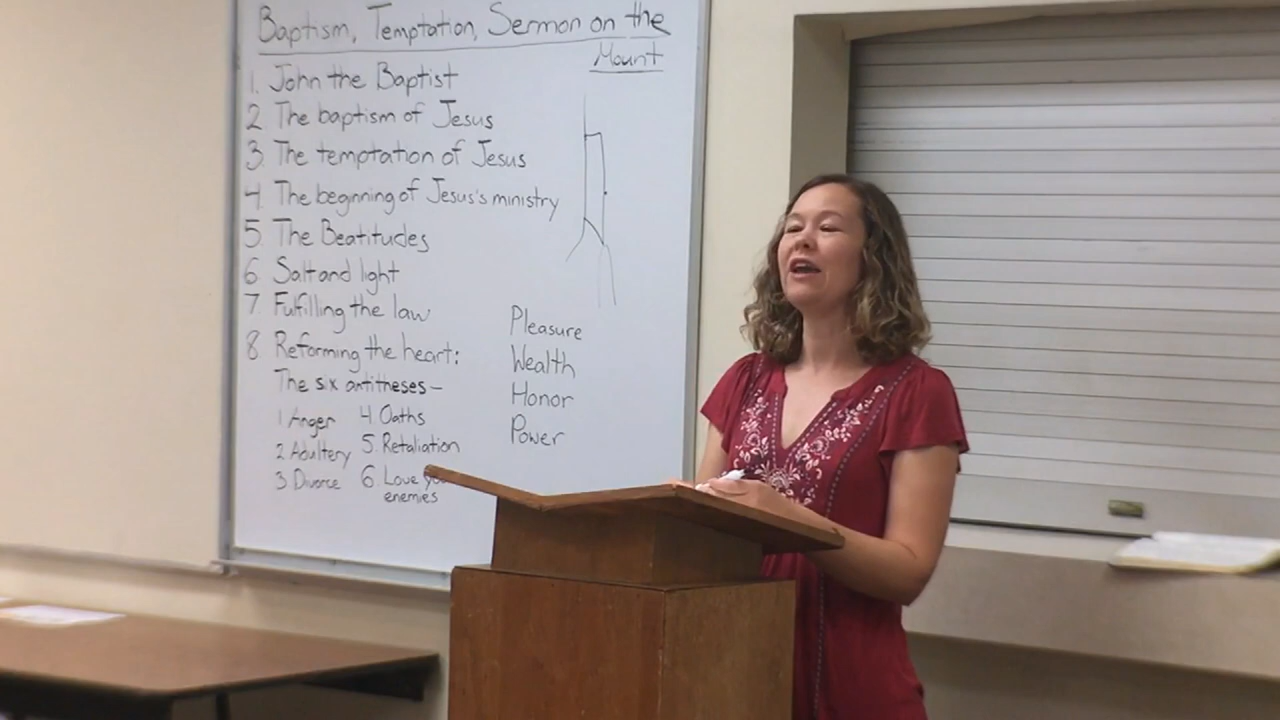 Baptism, Temptation, Sermon on the
Mount
1. John the Baptist
2. The baptism of Jesus
3. The temptation of Jesus
4. The beginning of Jesus's ministry
5. The Beatitudes
6. Salt and light
7. Fulfilling the law
8. Reforming the heart:
The six antitheses—
1 Anger 4. Oaths
2. Adultery 5. Retaliation
3. Divorce 6. Love
enemies
Pleasure
Wealth
Honor
Power